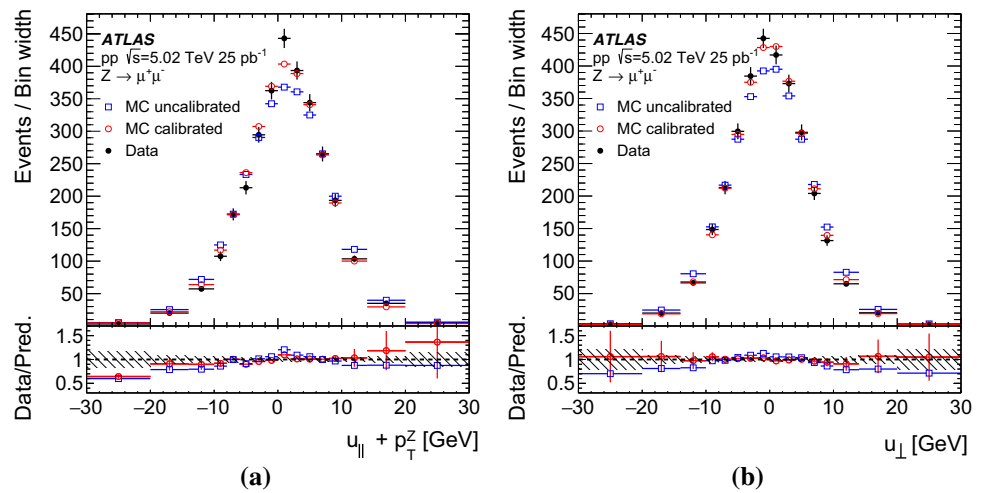 ATLAS
pp √s=5.02 TeV 25 pb⁻¹
Z → μ⁺μ⁻
MC uncalibrated
MC calibrated
Data
Events / Bin width
450
400
350
300
250
200
150
100
50
Data/Pred.
1.5
1
0.5
−30 −20 −10 0 10 20 30
u|| + p_T^Z [GeV]
(a)
ATLAS
pp √s=5.02 TeV 25 pb⁻¹
Z → μ⁺μ⁻
MC uncalibrated
MC calibrated
Data
Events / Bin width
450
400
350
300
250
200
150
100
50
Data/Pred.
1.5
1
0.5
−30 −20 −10 0 10 20 30
u⊥ [GeV]
(b)